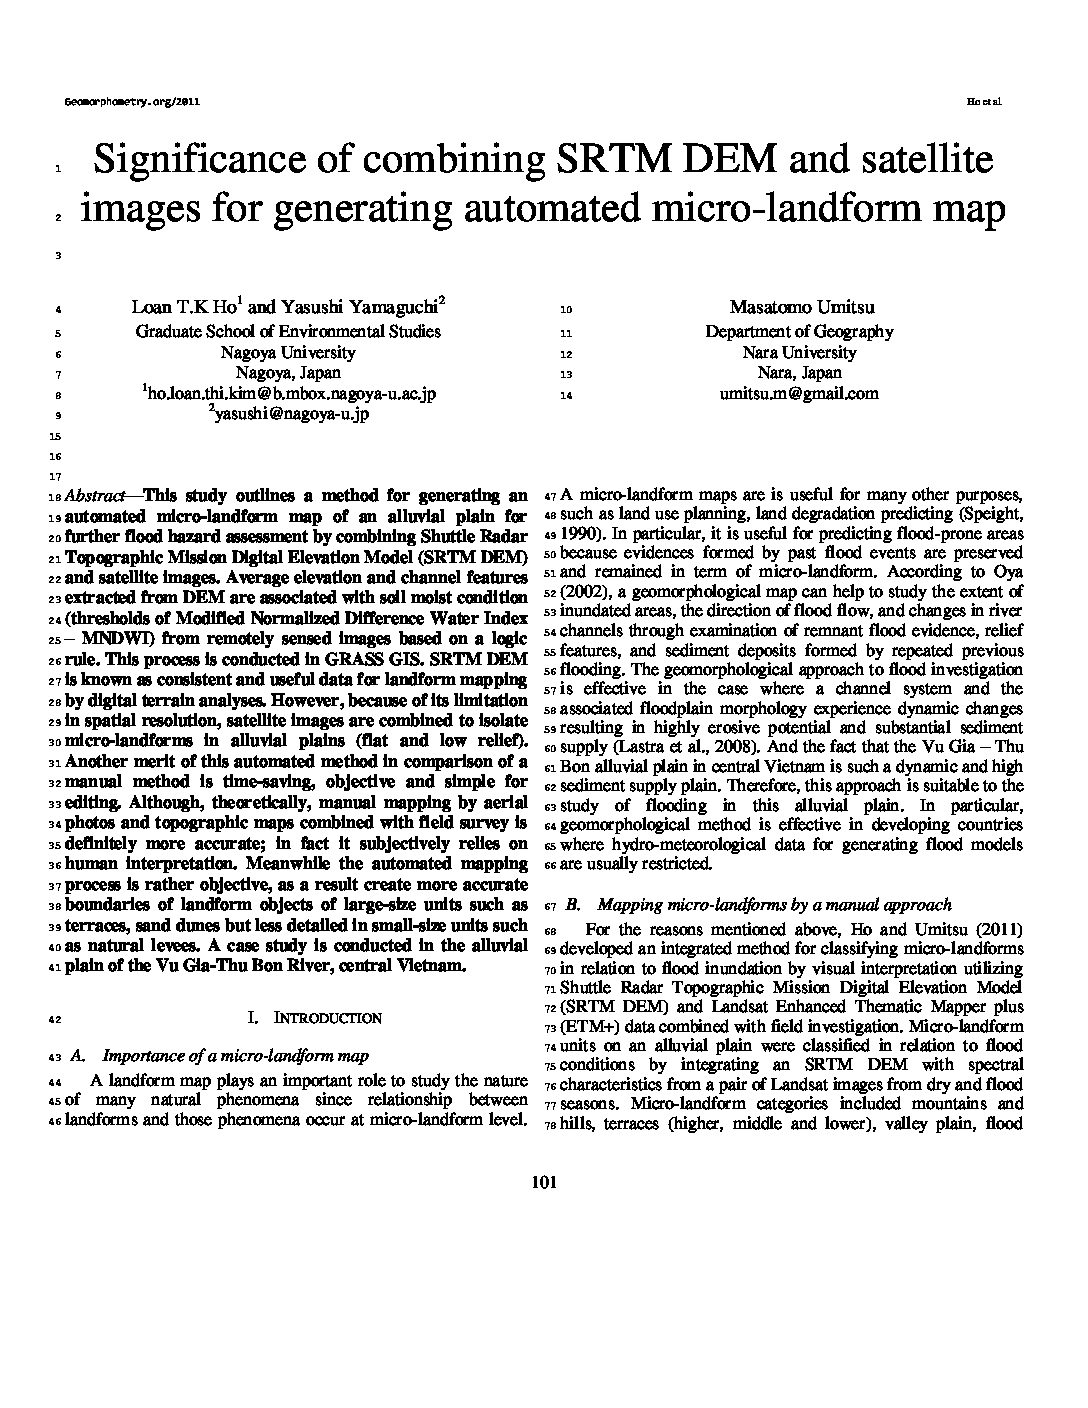 Geomorphometry.org/2011
Ho et al
1 Significance of combining SRTM DEM and satellite
2 images for generating automated micro-landform map
3
4 Loan T.K Ho1 and Yasushi Yamaguchi2
5 Graduate School of Environmental Studies
6 Nagoya University
7 Nagoya, Japan
8 1ho.loan.thi.kim@b.mbox.nagoya-u.ac.jp
9 2yasushi@nagoya-u.jp
10 Masatomo Umitsu
11 Department of Geography
12 Nara University
13 Nara, Japan
14 umitsu.m@gmail.com
15
16
17
18 Abstract—This study outlines a method for generating an
19 automated micro-landform map of an alluvial plain for
20 further flood hazard assessment by combining Shuttle Radar
21 Topographic Mission Digital Elevation Model (SRTM DEM)
22 and satellite images. Average elevation and channel features
23 extracted from DEM are associated with soil moist condition
24 (thresholds of Modified Normalized Difference Water Index
25 – MNDWI) from remotely sensed images based on a logic
26 rule. This process is conducted in GRASS GIS. SRTM DEM
27 is known as consistent and useful data for landform mapping
28 by digital terrain analyses. However, because of its limitation
29 in spatial resolution, satellite images are combined to isolate
30 micro-landforms in alluvial plains (flat and low relief).
31 Another merit of this automated method in comparison of a
32 manual method is time-saving, objective and simple for
33 editing. Although, theoretically, manual mapping by aerial
34 photos and topographic maps combined with field survey is
35 definitely more accurate; in fact it subjectively relies on
36 human interpretation. Meanwhile the automated mapping
37 process is rather objective, as a result create more accurate
38 boundaries of landform objects of large-size units such as
39 terraces, sand dunes but less detailed in small-size units such
40 as natural levees. A case study is conducted in the alluvial
41 plain of the Vu Gia-Thu Bon River, central Vietnam.
42 I. INTRODUCTION
43 A. Importance of a micro-landform map
44 A landform map plays an important role to study the nature
45 of many natural phenomena since relationship between
46 landforms and those phenomena occur at micro-landform level.
47 A micro-landform maps are is useful for many other purposes,
48 such as land use planning, land degradation predicting (Speight,
49 1990). In particular, it is useful for predicting flood-prone areas
50 because evidences formed by past flood events are preserved
51 and remained in term of micro-landform. According to Oya
52 (2002), a geomorphological map can help to study the extent of
53 inundated areas, the direction of flood flow, and changes in river
54 channels through examination of remnant flood evidence, relief
55 features, and sediment deposits formed by repeated previous
56 flooding. The geomorphological approach to flood investigation
57 is effective in the case where a channel system and the
58 associated floodplain morphology experience dynamic changes
59 resulting in highly erosive potential and substantial sediment
60 supply (Lastra et al., 2008). And the fact that the Vu Gia – Thu
61 Bon alluvial plain in central Vietnam is such a dynamic and high
62 sediment supply plain. Therefore, this approach is suitable to the
63 study of flooding in this alluvial plain. In particular,
64 geomorphological method is effective in developing countries
65 where hydro-meteorological data for generating flood models
66 are usually restricted.
67 B. Mapping micro-landforms by a manual approach
68 For the reasons mentioned above, Ho and Umitsu (2011)
69 developed an integrated method for classifying micro-landforms
70 in relation to flood inundation by visual interpretation utilizing
71 Shuttle Radar Topographic Mission Digital Elevation Model
72 (SRTM DEM) and Landsat Enhanced Thematic Mapper plus
73 (ETM+) data combined with field investigation. Micro-landform
74 units on an alluvial plain were classified in relation to flood
75 conditions by integrating an SRTM DEM with spectral
76 characteristics from a pair of Landsat images from dry and flood
77 seasons. Micro-landform categories included mountains and
78 hills, terraces (higher, middle and lower), valley plain, flood
101